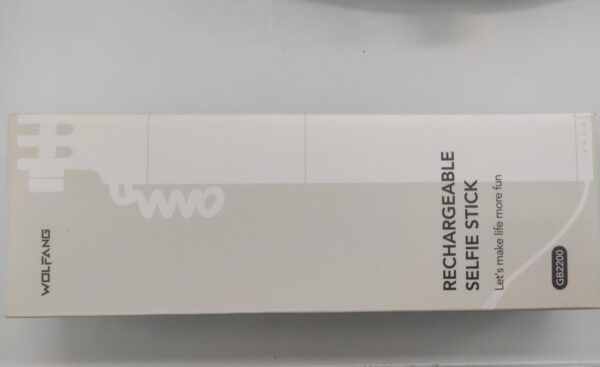 WOLFANG
RECHARGEABLE
SELFIE STICK
Let's make life more fun
GB2200